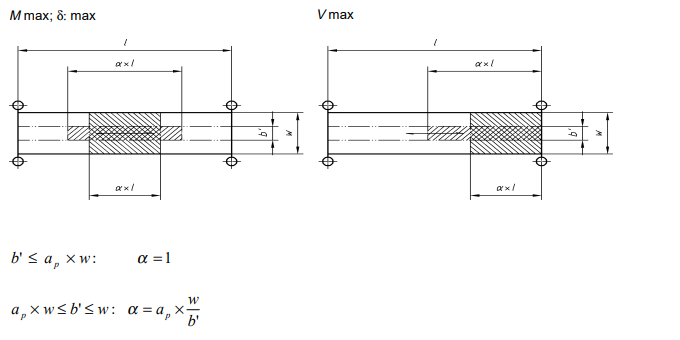 M max; δ: max
V max
l
α×l
b'
w
α×l
l
α×l
b'
w
α×l
b' ≤ a_p × w: α = 1
a_p × w ≤ b' ≤ w: α = a_p × w/b'